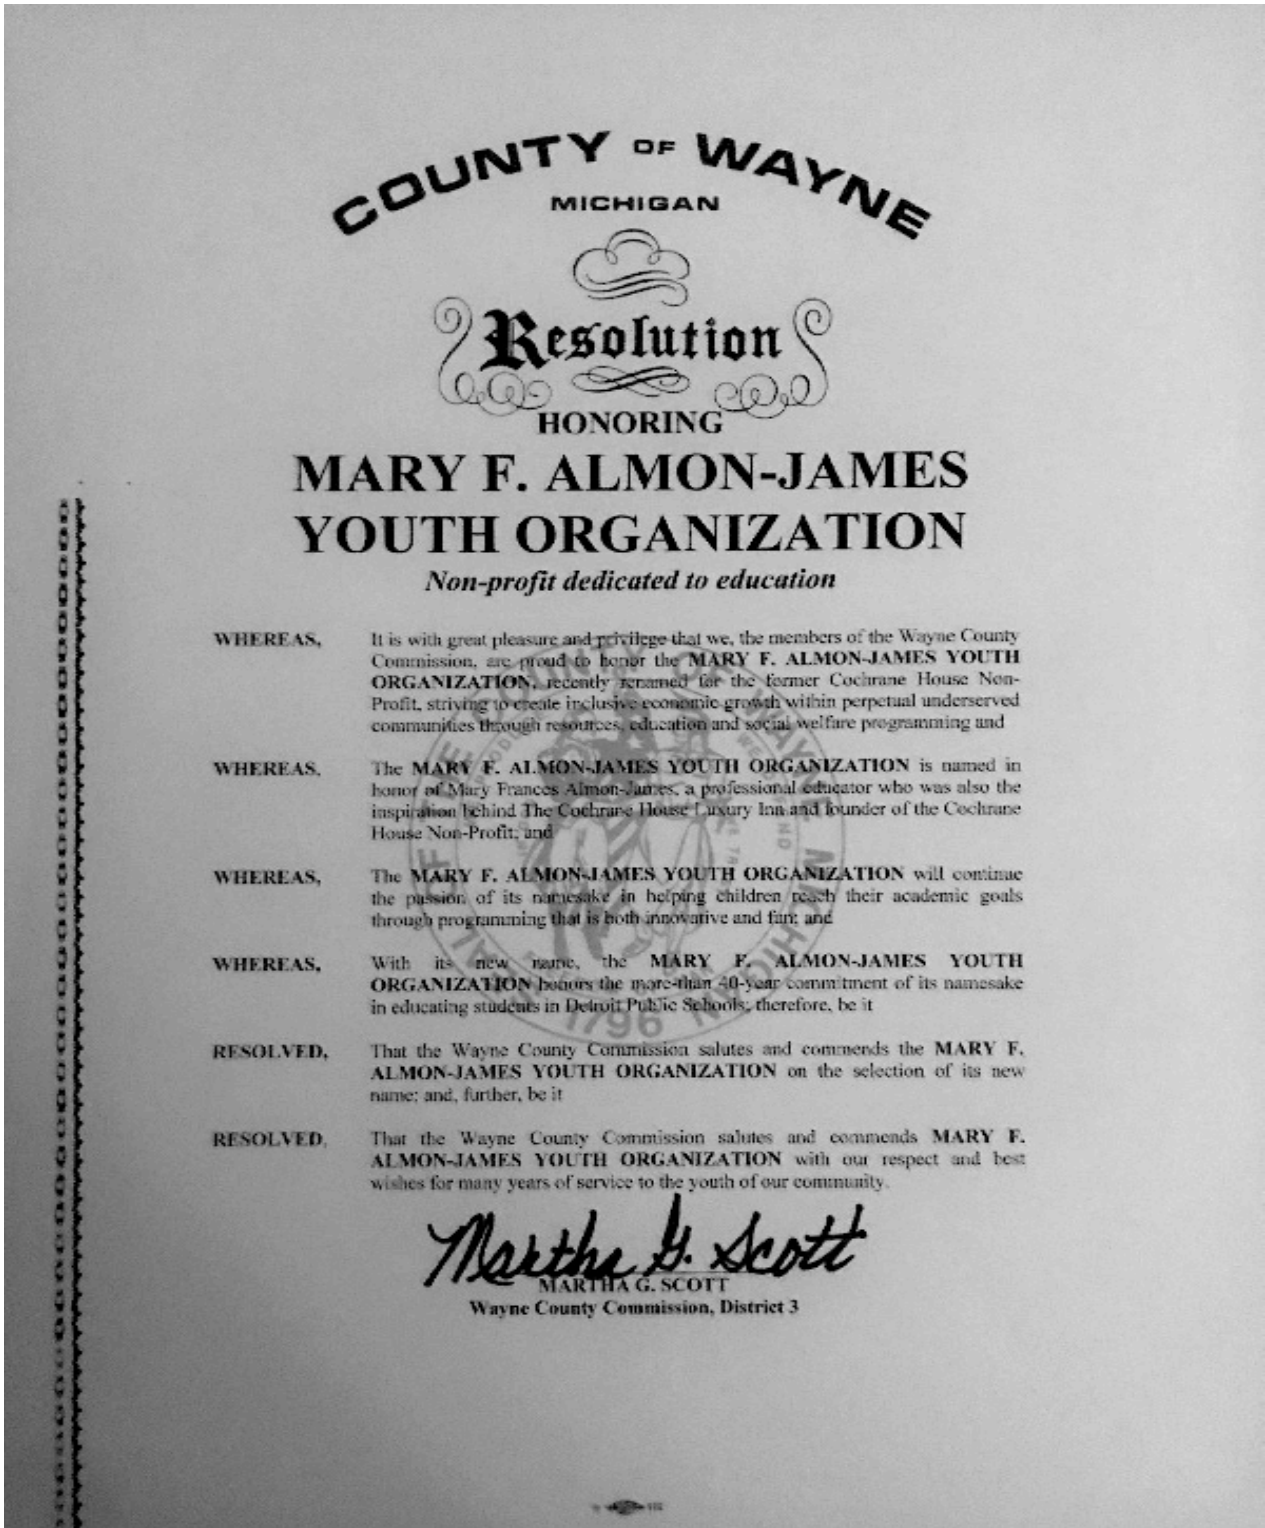 COUNTY OF WAYNE
MICHIGAN
Resolution
HONORING
MARY F. ALMON-JAMES
YOUTH ORGANIZATION
Non-profit dedicated to education
WHEREAS, It is with great pleasure and privilege that we, the members of the Wayne County
Commission, are proud to honor the MARY F. ALMON-JAMES YOUTH
ORGANIZATION, recently renamed for the former Cochrane House Non-
Profit, striving to create inclusive economic growth within perpetual underserved
communities through resources, education and social welfare programming and
WHEREAS, The MARY F. ALMON-JAMES YOUTH ORGANIZATION is named in
honor of Mary Frances Almon-James, a professional educator who was also the
inspiration behind The Cochrane House Luxury Inn and founder of the Cochrane
House Non-Profit; and
WHEREAS, The MARY F. ALMON-JAMES YOUTH ORGANIZATION will continue
the passion of its namesake in helping children reach their academic goals
through programming that is both innovative and fun; and
WHEREAS, With its new name, the MARY F. ALMON-JAMES YOUTH
ORGANIZATION honors the more-than 40-year commitment of its namesake
in educating students in Detroit Public Schools; therefore, be it
RESOLVED, That the Wayne County Commission salutes and commends the MARY F.
ALMON-JAMES YOUTH ORGANIZATION on the selection of its new
name; and, further, be it
RESOLVED, That the Wayne County Commission salutes and commends MARY F.
ALMON-JAMES YOUTH ORGANIZATION with our respect and best
wishes for many years of service to the youth of our community.
Martha G. Scott
MARTHA G. SCOTT
Wayne County Commission, District 3
1796